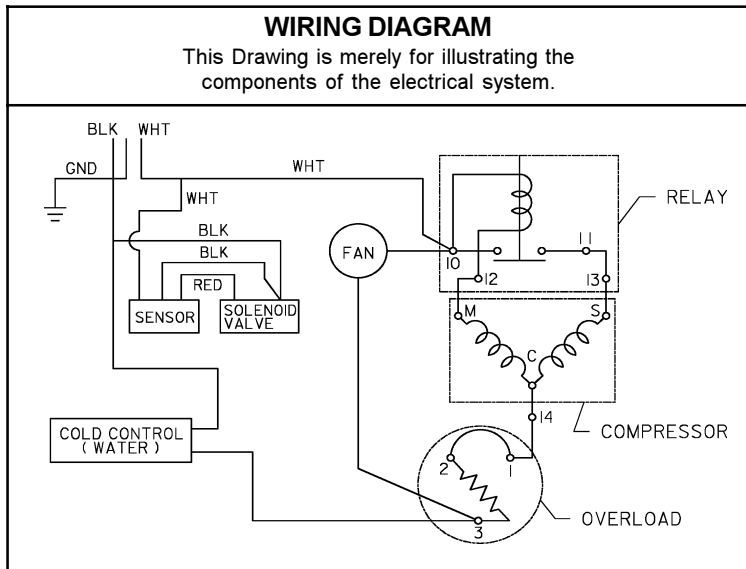 WIRING DIAGRAM
This Drawing is merely for illustrating the
components of the electrical system.
BLK WHT
GND
WHT
WHT
BLK
BLK
RED
SENSOR
SOLENOID
VALVE
FAN
10
12
11
13
RELAY
M
S
C
14
COMPRESSOR
COLD CONTROL
( WATER )
2
1
3
OVERLOAD